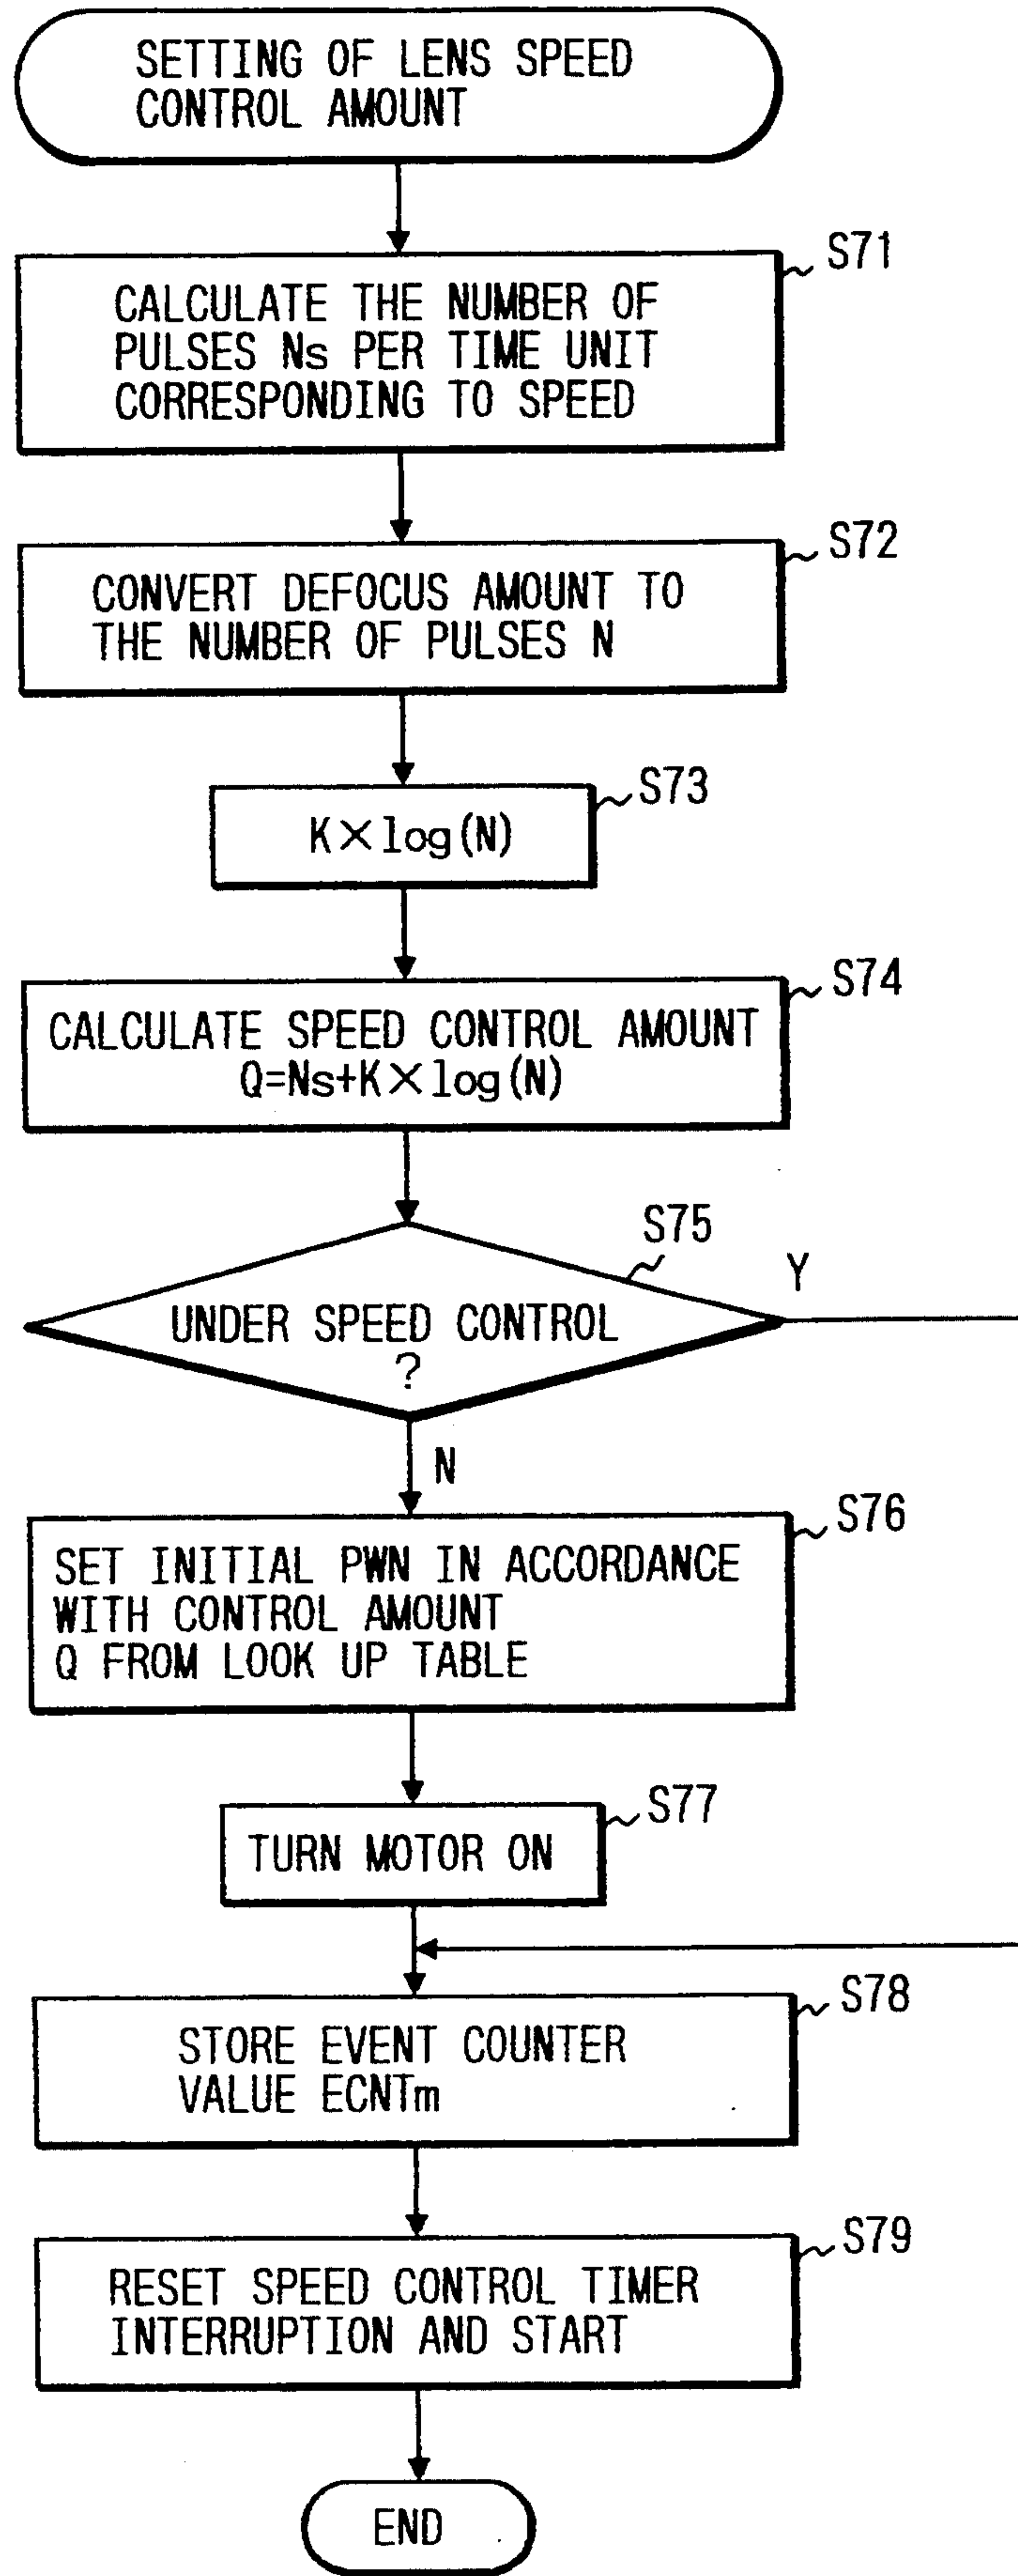 SETTING OF LENS SPEED
CONTROL AMOUNT
S71
CALCULATE THE NUMBER OF
PULSES Ns PER TIME UNIT
CORRESPONDING TO SPEED
S72
CONVERT DEFOCUS AMOUNT TO
THE NUMBER OF PULSES N
S73
K×log(N)
S74
CALCULATE SPEED CONTROL AMOUNT
Q=Ns+K×log(N)
S75
Y
UNDER SPEED CONTROL
?
N
S76
SET INITIAL PWN IN ACCORDANCE
WITH CONTROL AMOUNT
Q FROM LOOK UP TABLE
S77
TURN MOTOR ON
S78
STORE EVENT COUNTER
VALUE ECNTm
S79
RESET SPEED CONTROL TIMER
INTERRUPTION AND START
END